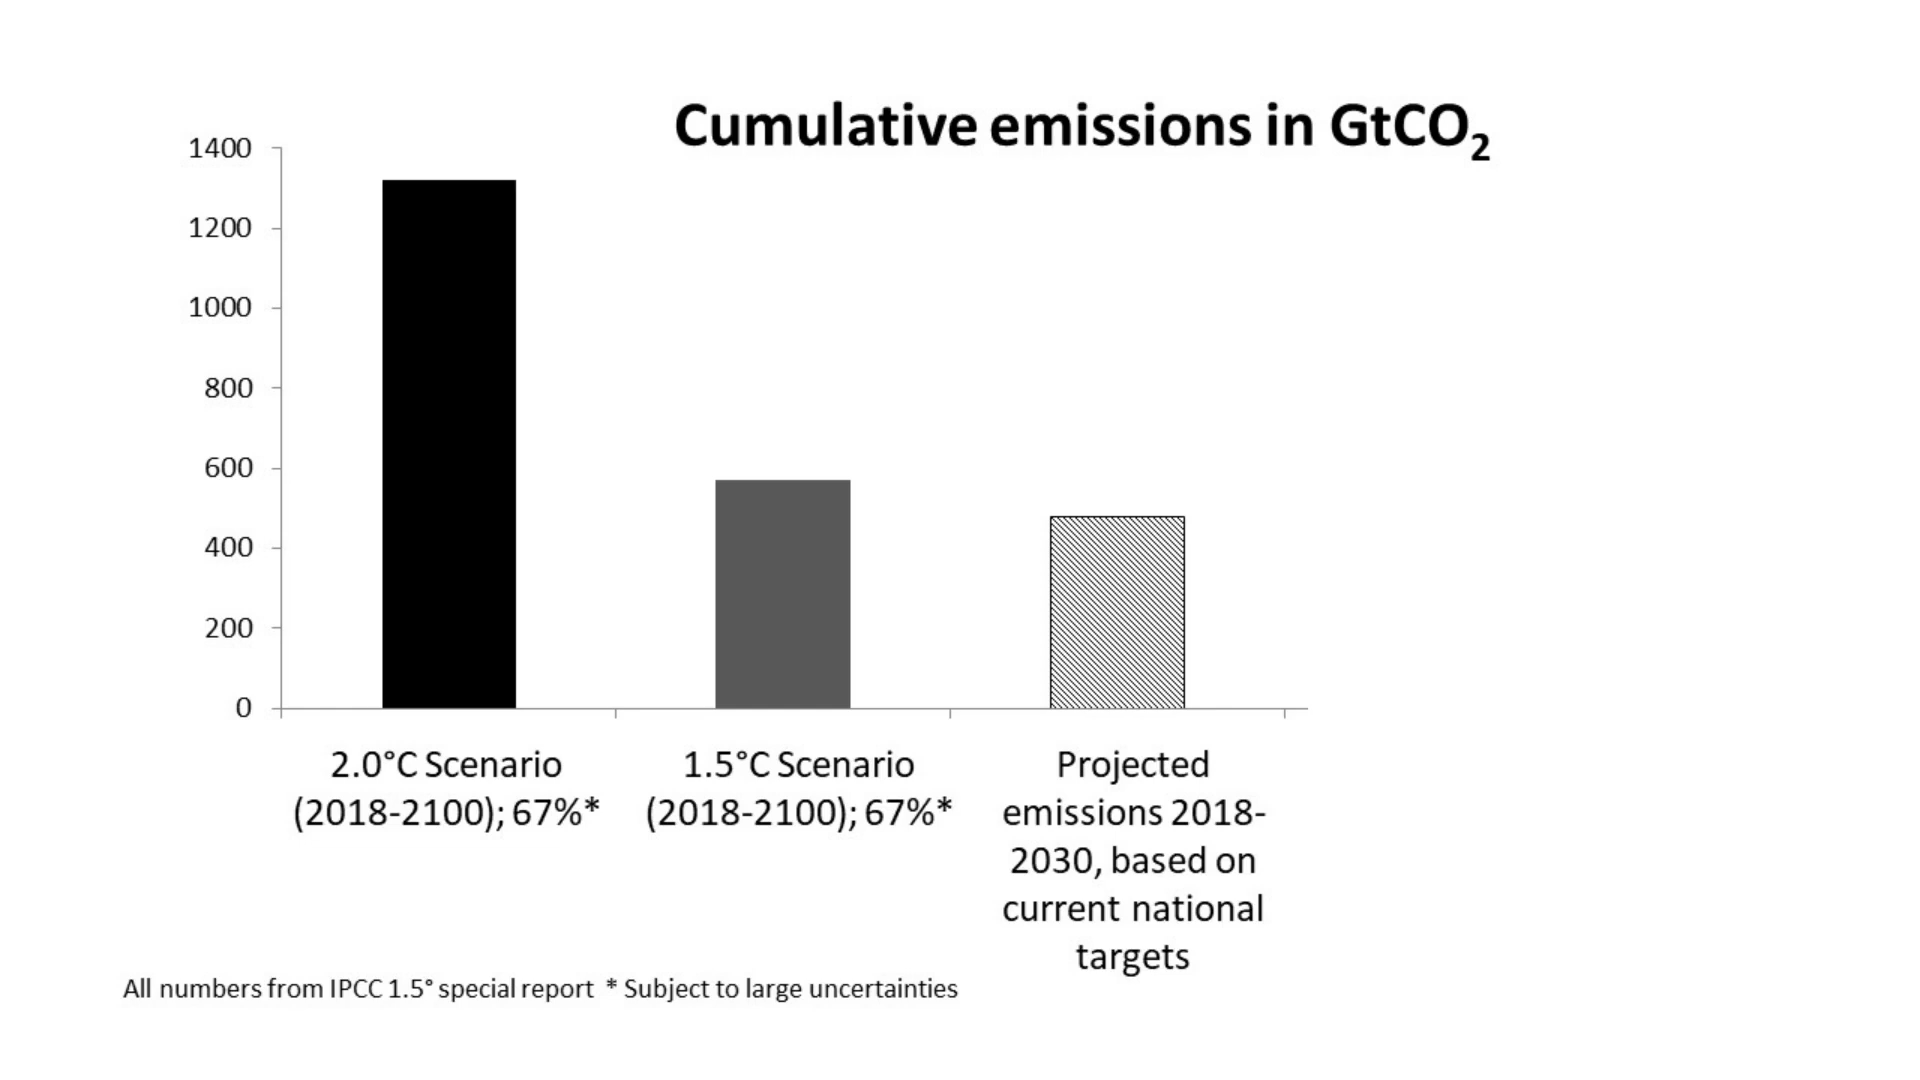 Cumulative emissions in GtCO₂
1400
1200
1000
800
600
400
200
0
2.0°C Scenario
(2018-2100); 67%*
1.5°C Scenario
(2018-2100); 67%*
Projected
emissions 2018-
2030, based on
current national
targets
All numbers from IPCC 1.5° special report * Subject to large uncertainties